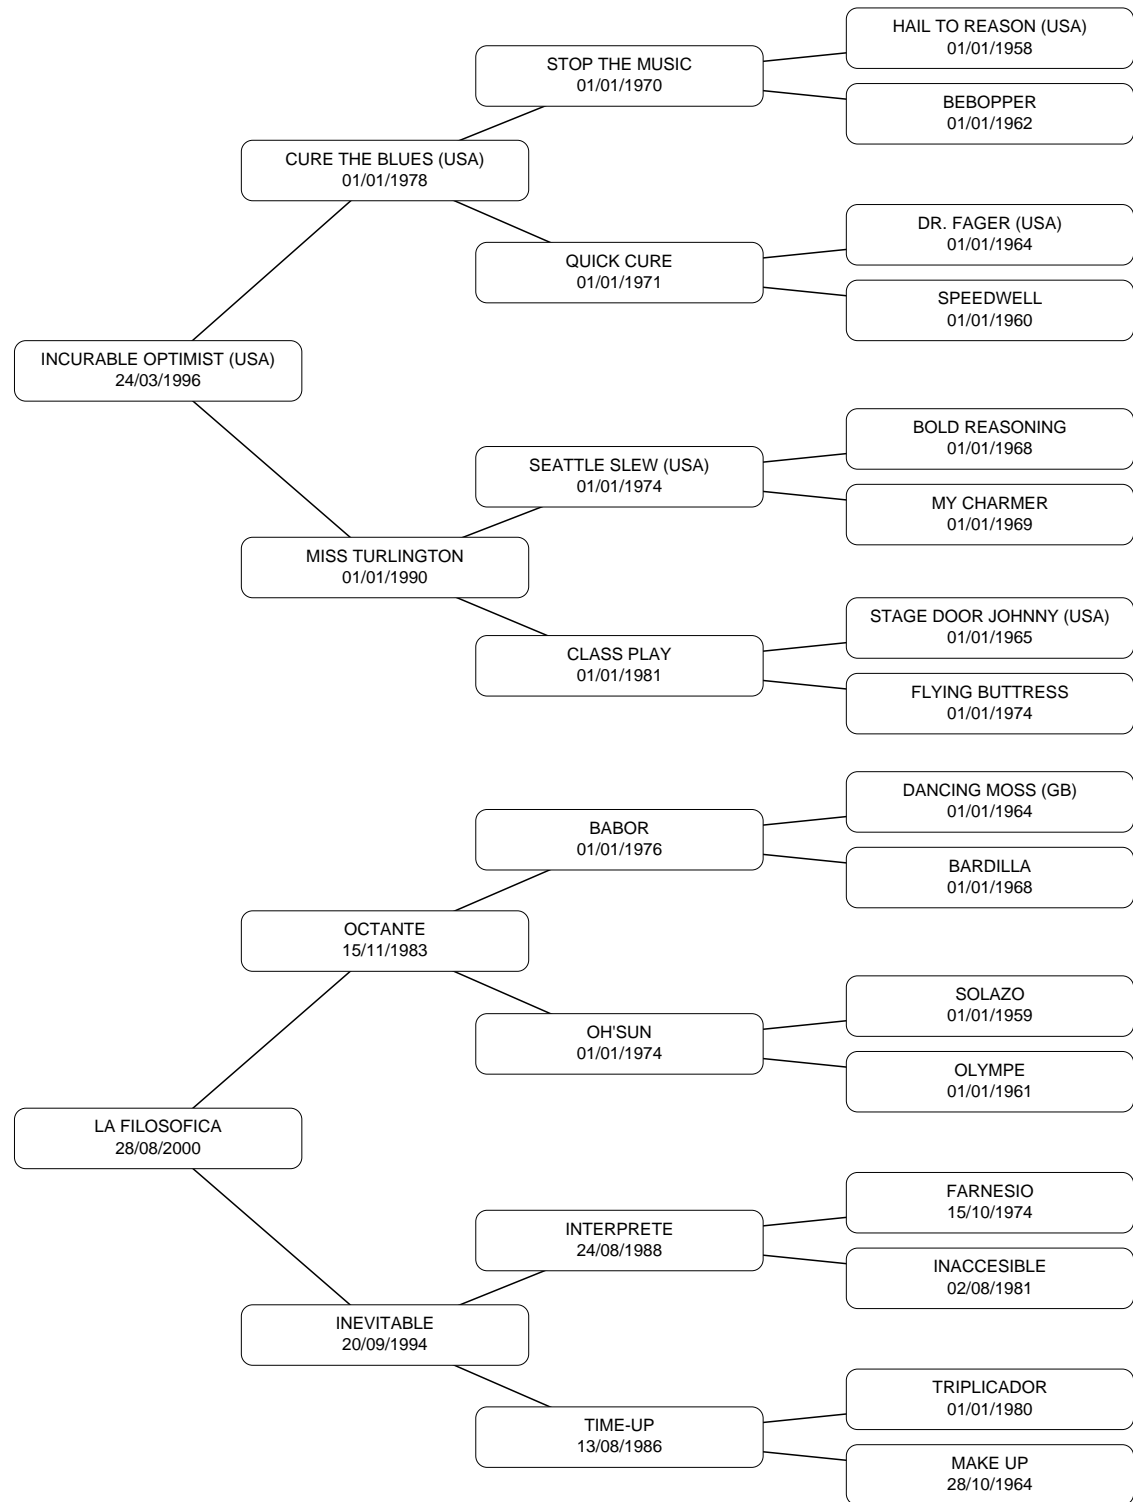 HAIL TO REASON (USA)
01/01/1958
STOP THE MUSIC
01/01/1970
BEBOPPER
01/01/1962
CURE THE BLUES (USA)
01/01/1978
DR. FAGER (USA)
01/01/1964
QUICK CURE
01/01/1971
SPEEDWELL
01/01/1960
INCURABLE OPTIMIST (USA)
24/03/1996
BOLD REASONING
01/01/1968
SEATTLE SLEW (USA)
01/01/1974
MY CHARMER
01/01/1969
MISS TURLINGTON
01/01/1990
STAGE DOOR JOHNNY (USA)
01/01/1965
CLASS PLAY
01/01/1981
FLYING BUTTRESS
01/01/1974
DANCING MOSS (GB)
01/01/1964
BABOR
01/01/1976
BARDILLA
01/01/1968
OCTANTE
15/11/1983
SOLAZO
01/01/1959
OH'SUN
01/01/1974
OLYMPE
01/01/1961
LA FILOSOFICA
28/08/2000
FARNESIO
15/10/1974
INTERPRETE
24/08/1988
INACCESIBLE
02/08/1981
INEVITABLE
20/09/1994
TRIPLICADOR
01/01/1980
TIME-UP
13/08/1986
MAKE UP
28/10/1964